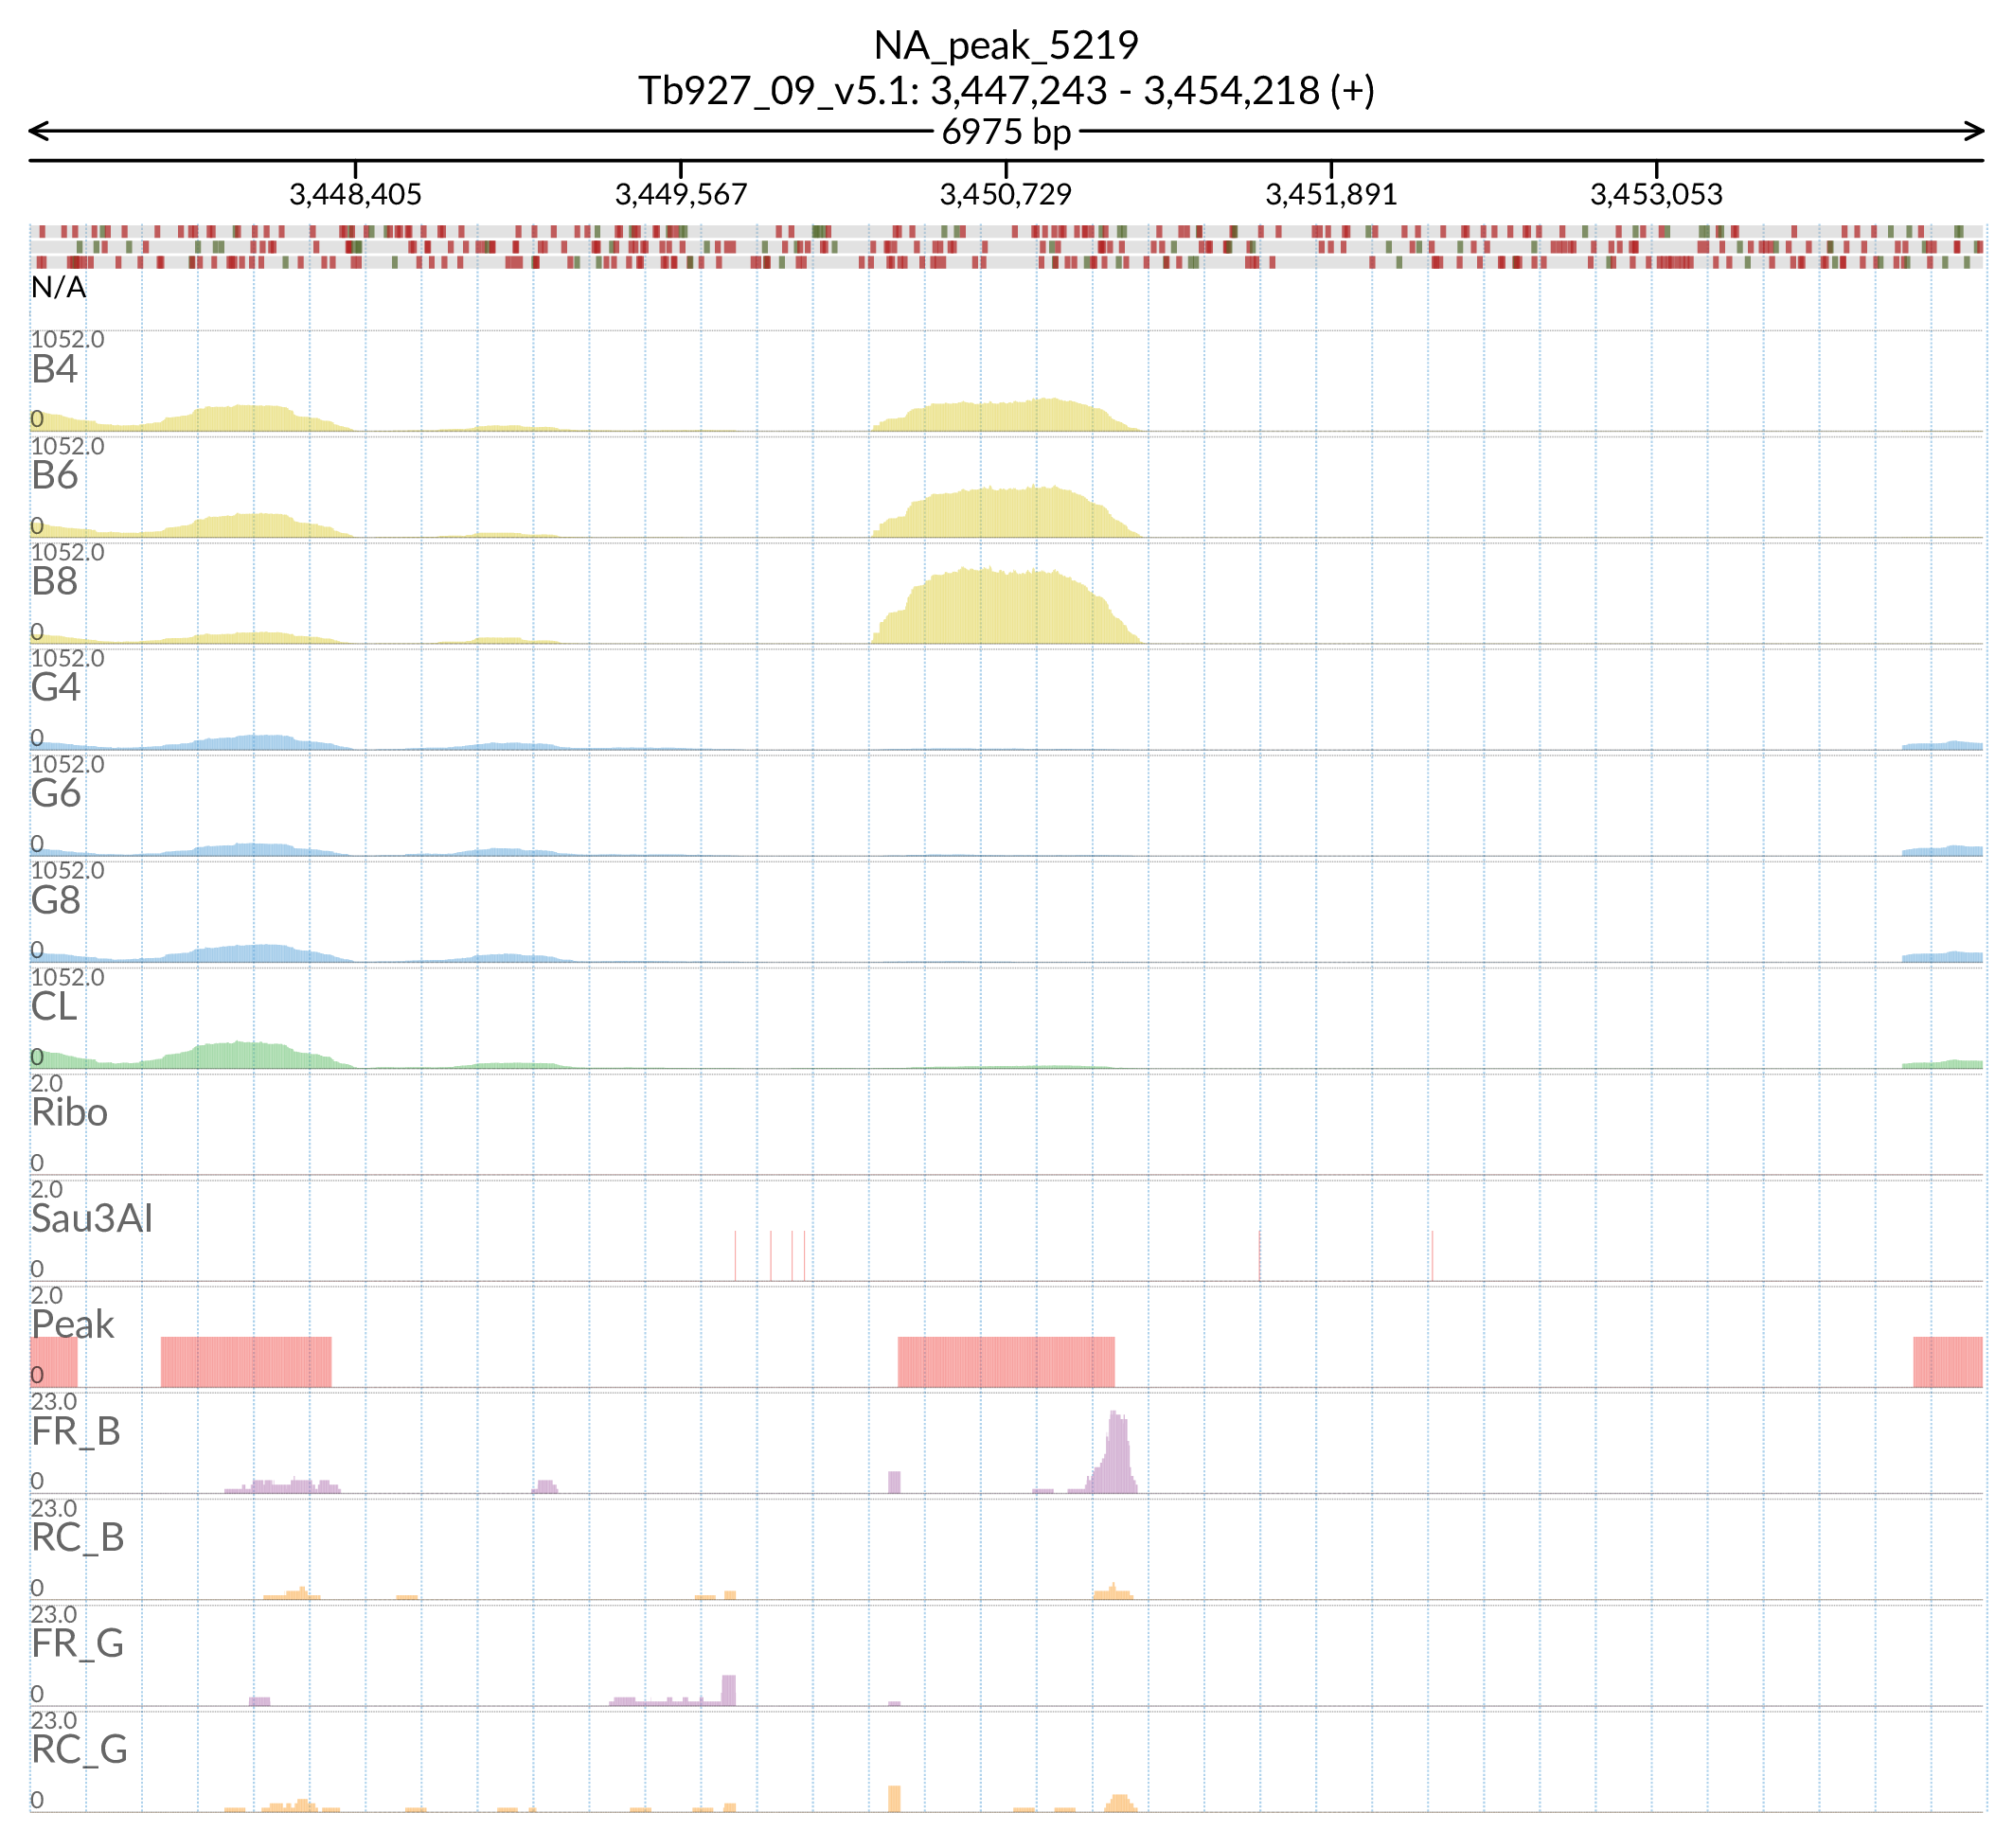 NA_peak_5219
Tb927_09_v5.1: 3,447,243 - 3,454,218 (+)
6975 bp
3,448,405 3,449,567 3,450,729 3,451,891 3,453,053
N/A
1052.0
B4
0
1052.0
B6
0
1052.0
B8
0
1052.0
G4
0
1052.0
G6
0
1052.0
G8
0
1052.0
CL
0
2.0
Ribo
0
2.0
Sau3AI
0
2.0
Peak
0
23.0
FR_B
0
23.0
RC_B
0
23.0
FR_G
0
23.0
RC_G
0